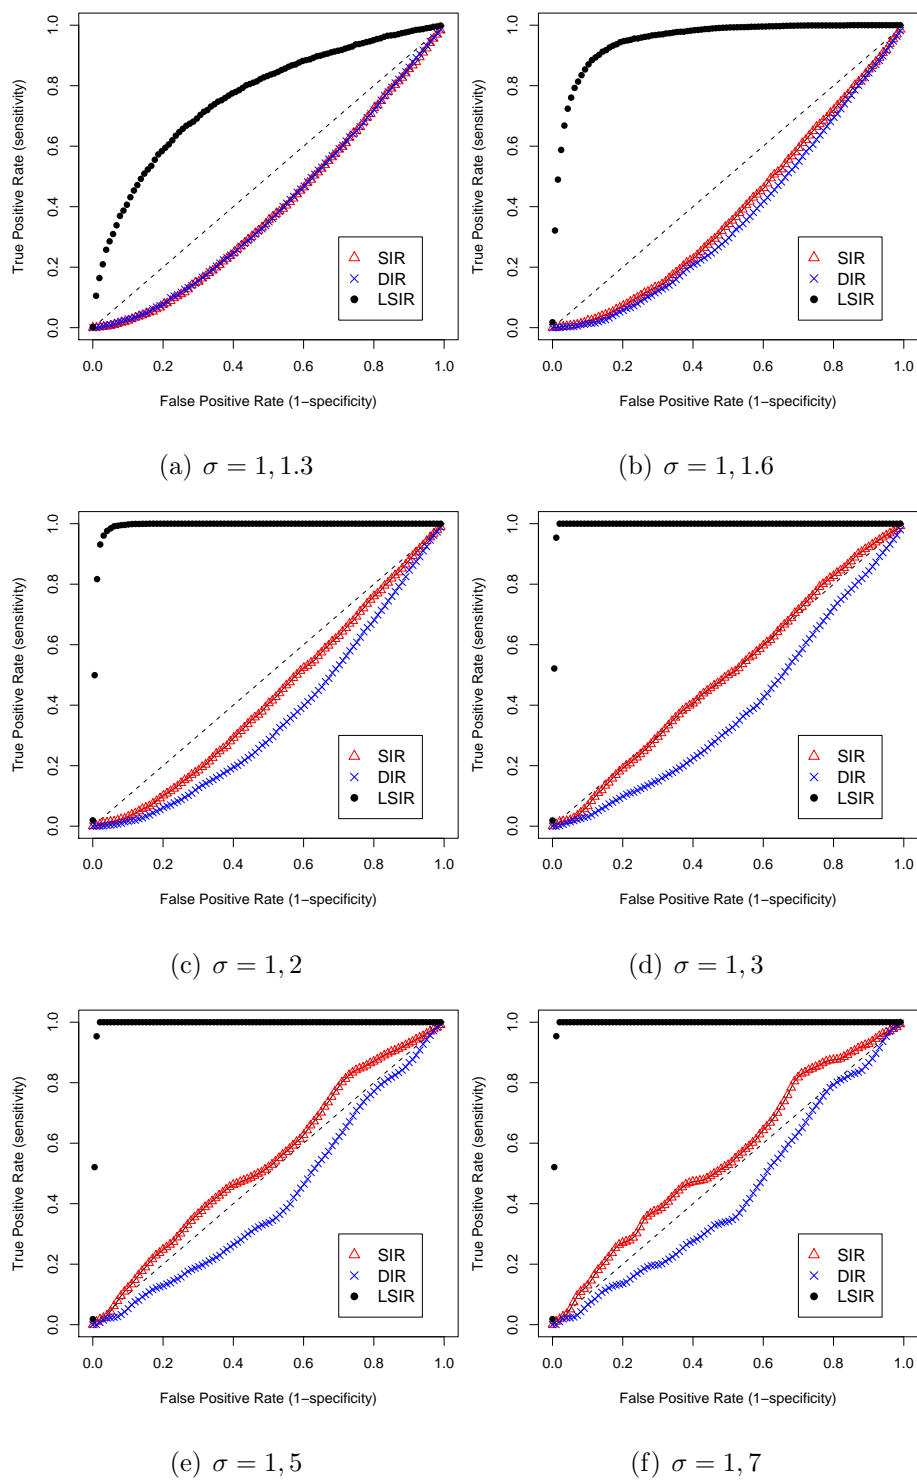 True Positive Rate (sensitivity)
0.0 0.2 0.4 0.6 0.8 1.0
SIR
DIR
LSIR
0.0 0.2 0.4 0.6 0.8 1.0
False Positive Rate (1−specificity)
(a) σ = 1, 1.3
True Positive Rate (sensitivity)
0.0 0.2 0.4 0.6 0.8 1.0
SIR
DIR
LSIR
0.0 0.2 0.4 0.6 0.8 1.0
False Positive Rate (1−specificity)
(b) σ = 1, 1.6
True Positive Rate (sensitivity)
0.0 0.2 0.4 0.6 0.8 1.0
SIR
DIR
LSIR
0.0 0.2 0.4 0.6 0.8 1.0
False Positive Rate (1−specificity)
(c) σ = 1, 2
True Positive Rate (sensitivity)
0.0 0.2 0.4 0.6 0.8 1.0
SIR
DIR
LSIR
0.0 0.2 0.4 0.6 0.8 1.0
False Positive Rate (1−specificity)
(d) σ = 1, 3
True Positive Rate (sensitivity)
0.0 0.2 0.4 0.6 0.8 1.0
SIR
DIR
LSIR
0.0 0.2 0.4 0.6 0.8 1.0
False Positive Rate (1−specificity)
(e) σ = 1, 5
True Positive Rate (sensitivity)
0.0 0.2 0.4 0.6 0.8 1.0
SIR
DIR
LSIR
0.0 0.2 0.4 0.6 0.8 1.0
False Positive Rate (1−specificity)
(f) σ = 1, 7